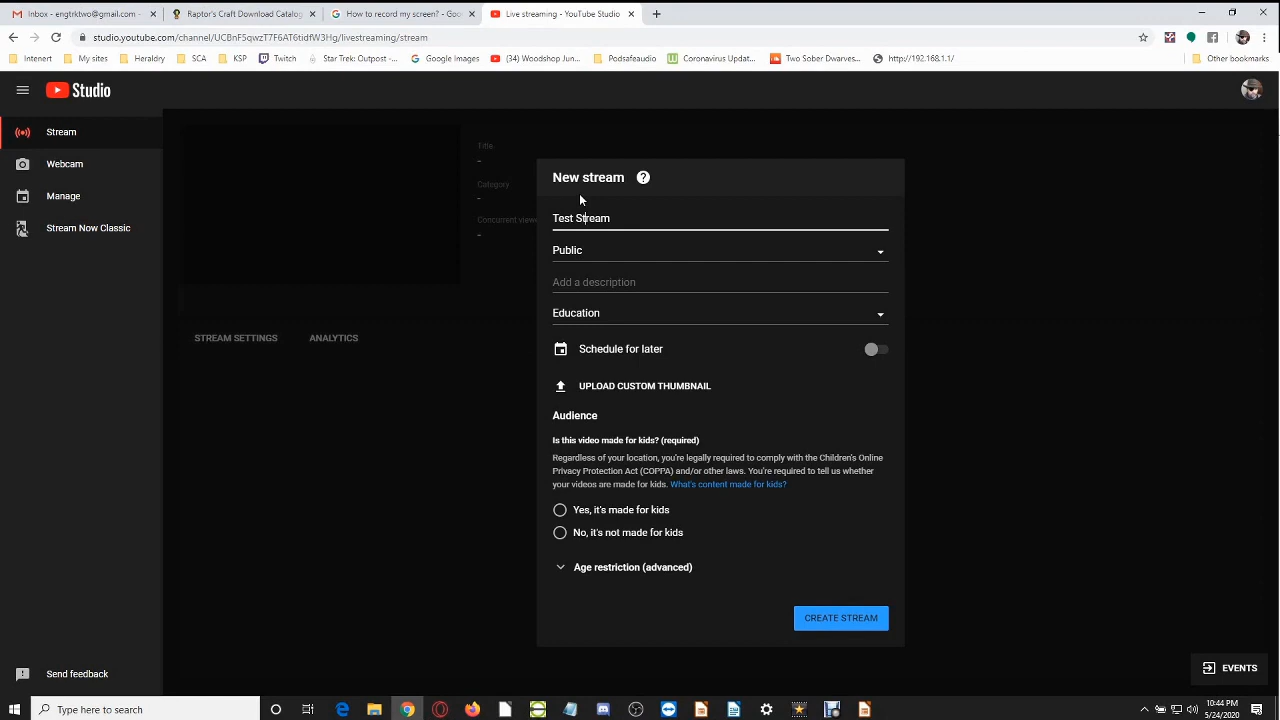 Inbox - engtrktwo@gmail.com
Raptor's Craft Download Catalog
How to record my screen? - Goo
Live streaming - YouTube Studio
studio.youtube.com/channel/UCBnF5qwzT7F6AT6tidfW3Hg/livestreaming/stream
Intenert
My sites
Heraldry
SCA
KSP
Twitch
Star Trek: Outpost -...
Google Images
(34) Woodshop Jun...
Podsafeaudio
Coronavirus Updat...
Two Sober Dwarves...
http://192.168.1.1/
Other bookmarks
Studio
Stream
Webcam
Manage
Stream Now Classic
Title
-
Category
-
Concurrent viewe
-
STREAM SETTINGS
ANALYTICS
New stream
Test Stream
Public
Add a description
Education
Schedule for later
UPLOAD CUSTOM THUMBNAIL
Audience
Is this video made for kids? (required)
Regardless of your location, you're legally required to comply with the Children's Online
Privacy Protection Act (COPPA) and/or other laws. You're required to tell us whether
your videos are made for kids. What's content made for kids?
Yes, it's made for kids
No, it's not made for kids
Age restriction (advanced)
CREATE STREAM
Send feedback
EVENTS
Type here to search
10:44 PM
5/24/2020